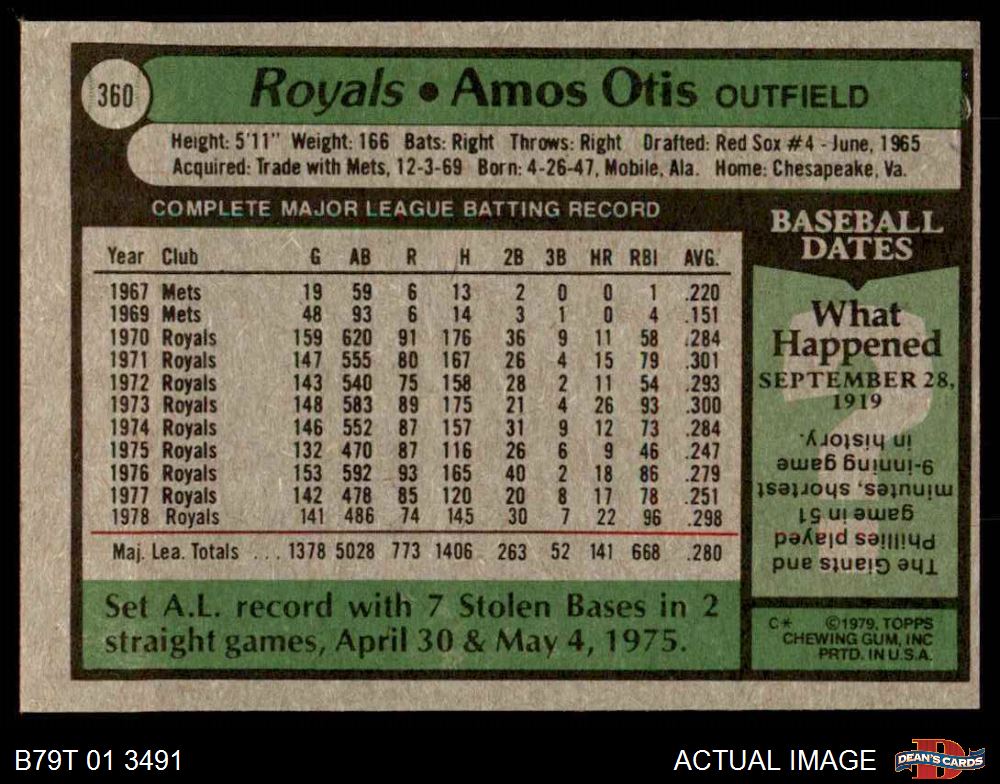 360
Royals • Amos Otis OUTFIELD
Height: 5'11" Weight: 166 Bats: Right Throws: Right Drafted: Red Sox #4 - June, 1965
Acquired: Trade with Mets, 12-3-69 Born: 4-26-47, Mobile, Ala. Home: Chesapeake, Va.
COMPLETE MAJOR LEAGUE BATTING RECORD
Year Club G AB R H 2B 3B HR RBI AVG.
1967 Mets 19 59 6 13 2 0 0 1 .220
1969 Mets 48 93 6 14 3 1 0 4 .151
1970 Royals 159 620 91 176 36 9 11 58 .284
1971 Royals 147 555 80 167 26 4 15 79 .301
1972 Royals 143 540 75 158 28 2 11 54 .293
1973 Royals 148 583 89 175 21 4 26 93 .300
1974 Royals 146 552 87 157 31 9 12 73 .284
1975 Royals 132 470 87 116 26 6 9 46 .247
1976 Royals 153 592 93 165 40 2 18 86 .279
1977 Royals 142 478 85 120 20 8 17 78 .251
1978 Royals 141 486 74 145 30 7 22 96 .298
Maj. Lea. Totals ... 1378 5028 773 1406 263 52 141 668 .280
Set A.L. record with 7 Stolen Bases in 2
straight games, April 30 & May 4, 1975.
BASEBALL
DATES
What
Happened
SEPTEMBER 28,
1919
The Giants and
Phillies played
game in 51
minutes, shortest
9-inning game
in history.
C* ©1979, TOPPS
CHEWING GUM, INC
PRTD. IN U.S.A.
B79T 01 3491
ACTUAL IMAGE
DEAN'S CARDS